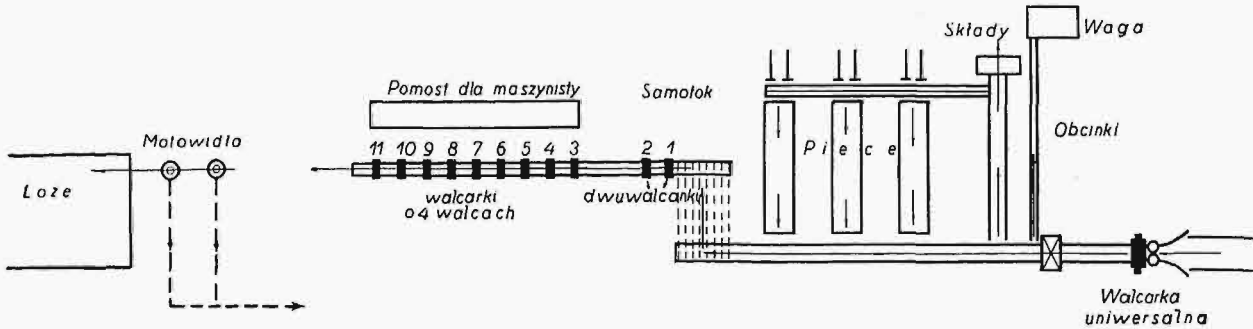 Składy
Waga
Pomost dla maszynisty
Samotok
Obcinki
Motowidła
11 10 9 8 7 6 5 4 3 2 1
Piece
Łoże
walcarki
o 4 walcach
dwuwalcarki
Walcarka
uniwersalna